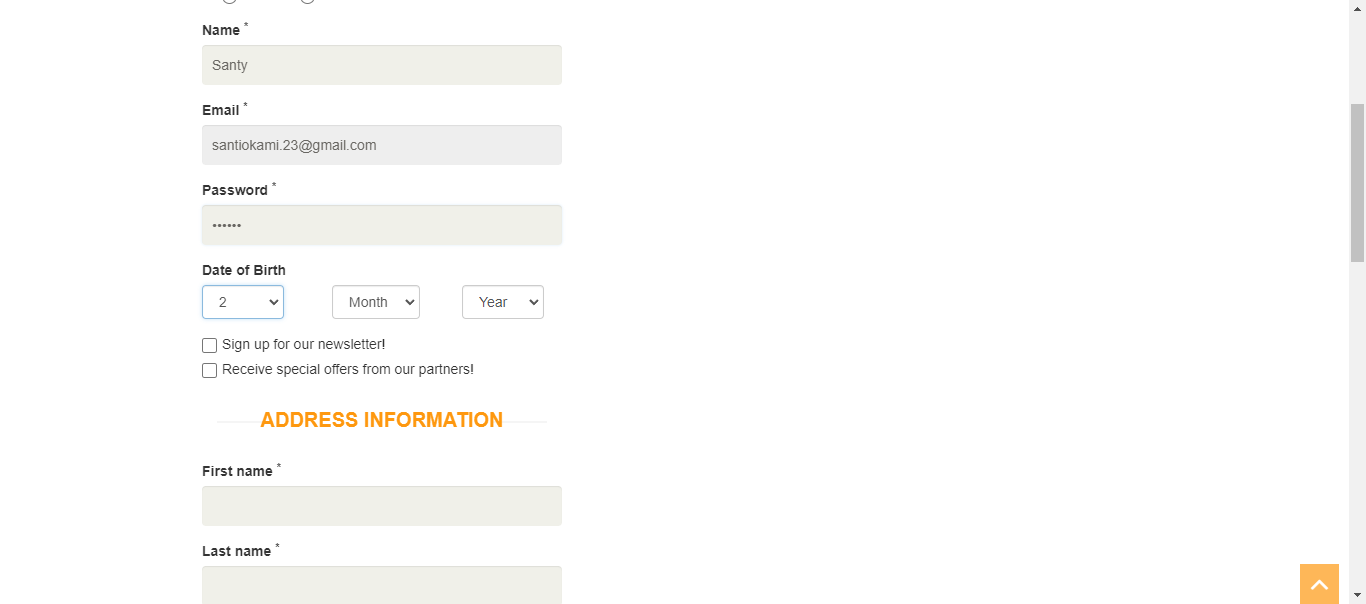 Name *
Santy
Email *
santiokami.23@gmail.com
Password *
••••••
Date of Birth
2 Month Year
Sign up for our newsletter!
Receive special offers from our partners!
ADDRESS INFORMATION
First name *
Last name *